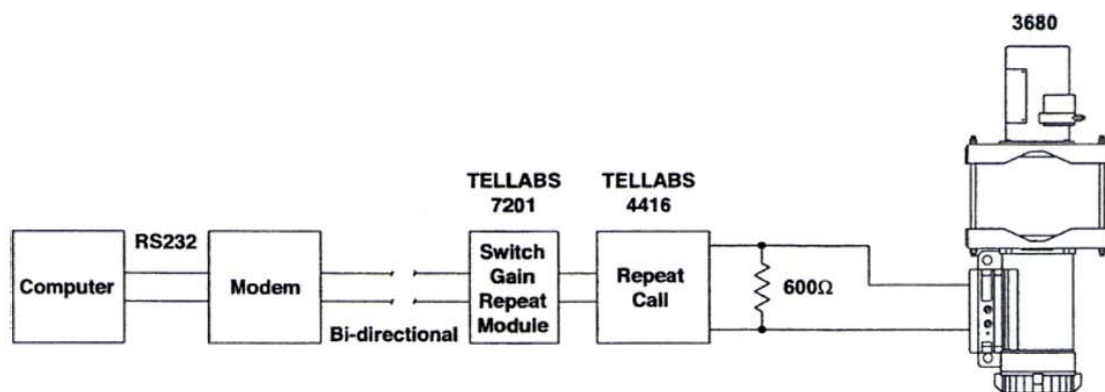 3680
TELLABS
7201
TELLABS
4416
RS232
Computer
Modem
Bi-directional
Switch
Gain
Repeat
Module
Repeat
Call
600Ω